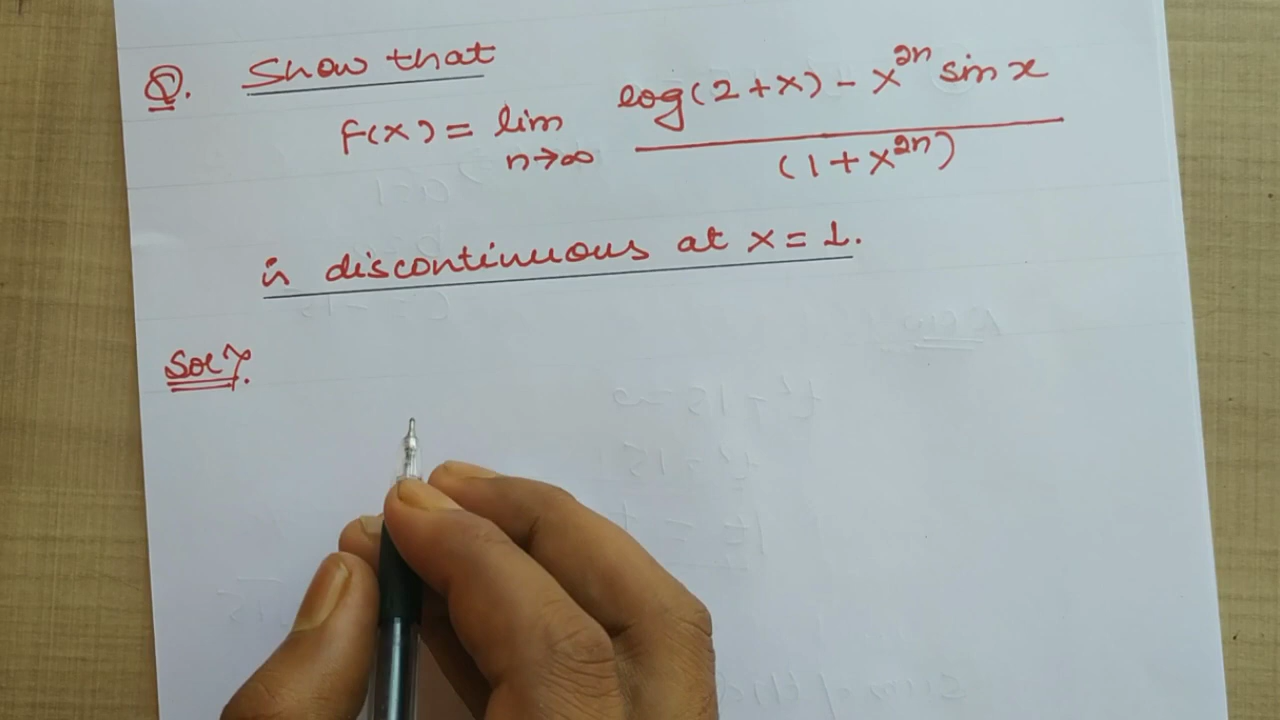 Q. Show that
F(x) = lim n→∞ log(2+x) - x^2n sin x / (1+x^2n)
is discontinuous at x = 1.
Sol?.